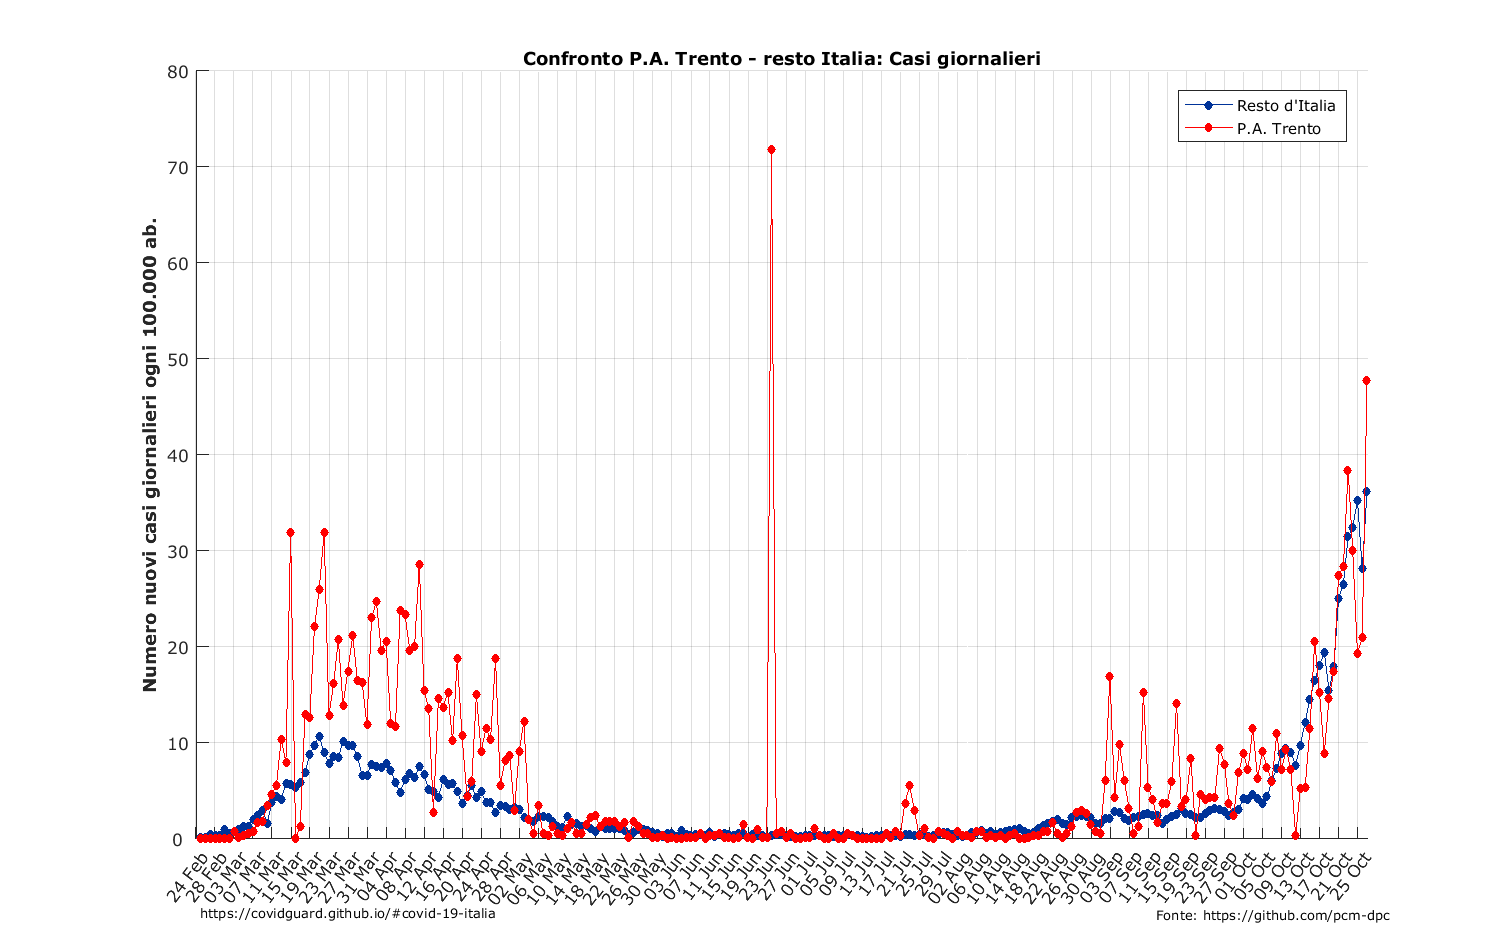 Confronto P.A. Trento - resto Italia: Casi giornalieri
Resto d'Italia
P.A. Trento
Numero nuovi casi giornalieri ogni 100.000 ab.
80
70
60
50
40
30
20
10
0
24 Feb
28 Feb
03 Mar
07 Mar
11 Mar
15 Mar
19 Mar
23 Mar
27 Mar
31 Mar
04 Apr
08 Apr
12 Apr
16 Apr
20 Apr
24 Apr
28 Apr
02 May
06 May
10 May
14 May
18 May
22 May
26 May
30 May
03 Jun
07 Jun
11 Jun
15 Jun
19 Jun
23 Jun
27 Jun
01 Jul
05 Jul
09 Jul
13 Jul
17 Jul
21 Jul
25 Jul
29 Jul
02 Aug
06 Aug
10 Aug
14 Aug
18 Aug
22 Aug
26 Aug
30 Aug
03 Sep
07 Sep
11 Sep
15 Sep
19 Sep
23 Sep
27 Sep
01 Oct
05 Oct
09 Oct
13 Oct
17 Oct
21 Oct
25 Oct
https://covidguard.github.io/#covid-19-italia
Fonte: https://github.com/pcm-dpc